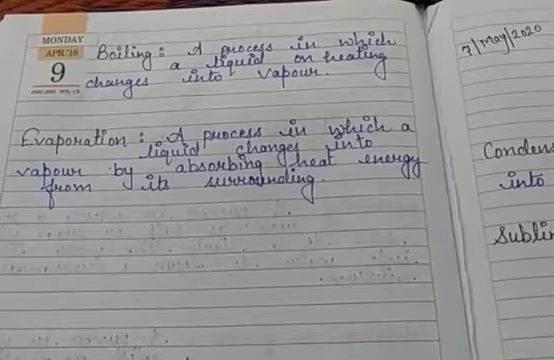 MONDAY
APR '18
9
Boiling: A process in which
a liquid on heating
changes into vapour.
Evaporation: A process in which a
liquid changes into
vapour by absorbing heat energy
from its surrounding.
7/May/2020
Conden
into
Subli